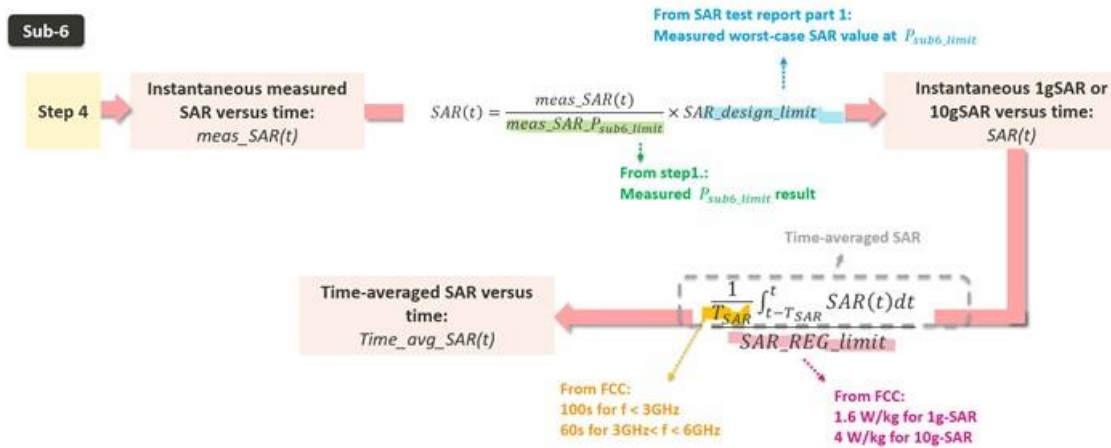 Sub-6
From SAR test report part 1:
Measured worst-case SAR value at P_sub6_limit
Step 4
Instantaneous measured
SAR versus time:
meas_SAR(t)
SAR(t) = meas_SAR(t) / meas_SAR_P_sub6_limit × SAR_design_limit
Instantaneous 1gSAR or
10gSAR versus time:
SAR(t)
From step1.:
Measured P_sub6_limit result
Time-averaged SAR
Time-averaged SAR versus
time:
Time_avg_SAR(t)
1/T_SAR ∫_{t−T_SAR}^{t} SAR(t)dt
SAR_REG_limit
From FCC:
100s for f < 3GHz
60s for 3GHz< f < 6GHz
From FCC:
1.6 W/kg for 1g-SAR
4 W/kg for 10g-SAR